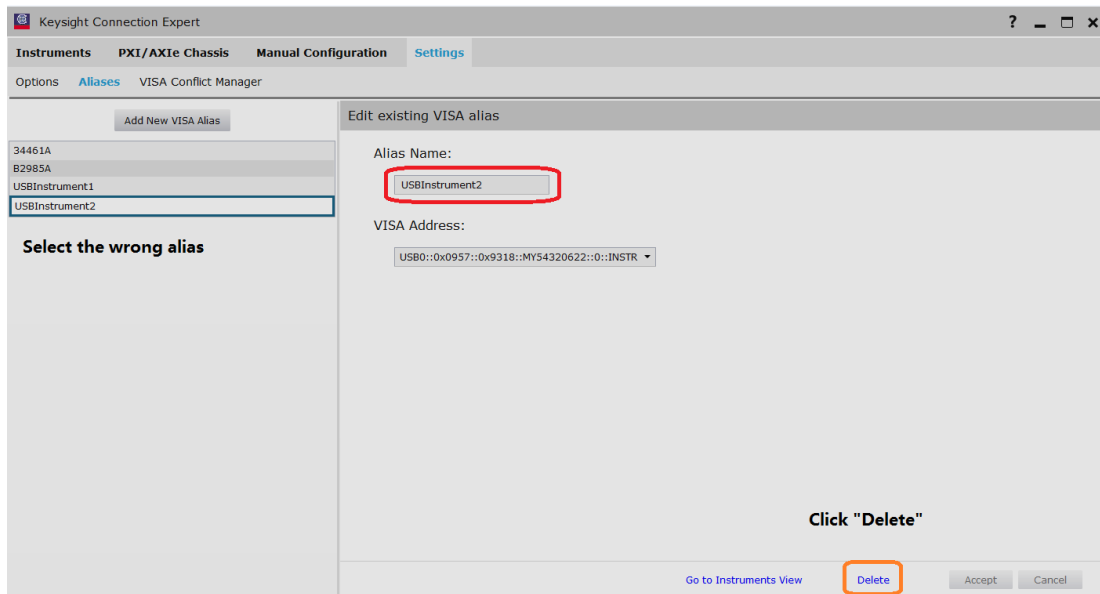 Keysight Connection Expert
Instruments PXI/AXIe Chassis Manual Configuration Settings
Options Aliases VISA Conflict Manager
Add New VISA Alias
34461A
B2985A
USBInstrument1
USBInstrument2
Select the wrong alias
Edit existing VISA alias
Alias Name:
USBInstrument2
VISA Address:
USB0::0x0957::0x9318::MY54320622::0::INSTR
Click "Delete"
Go to Instruments View Delete Accept Cancel